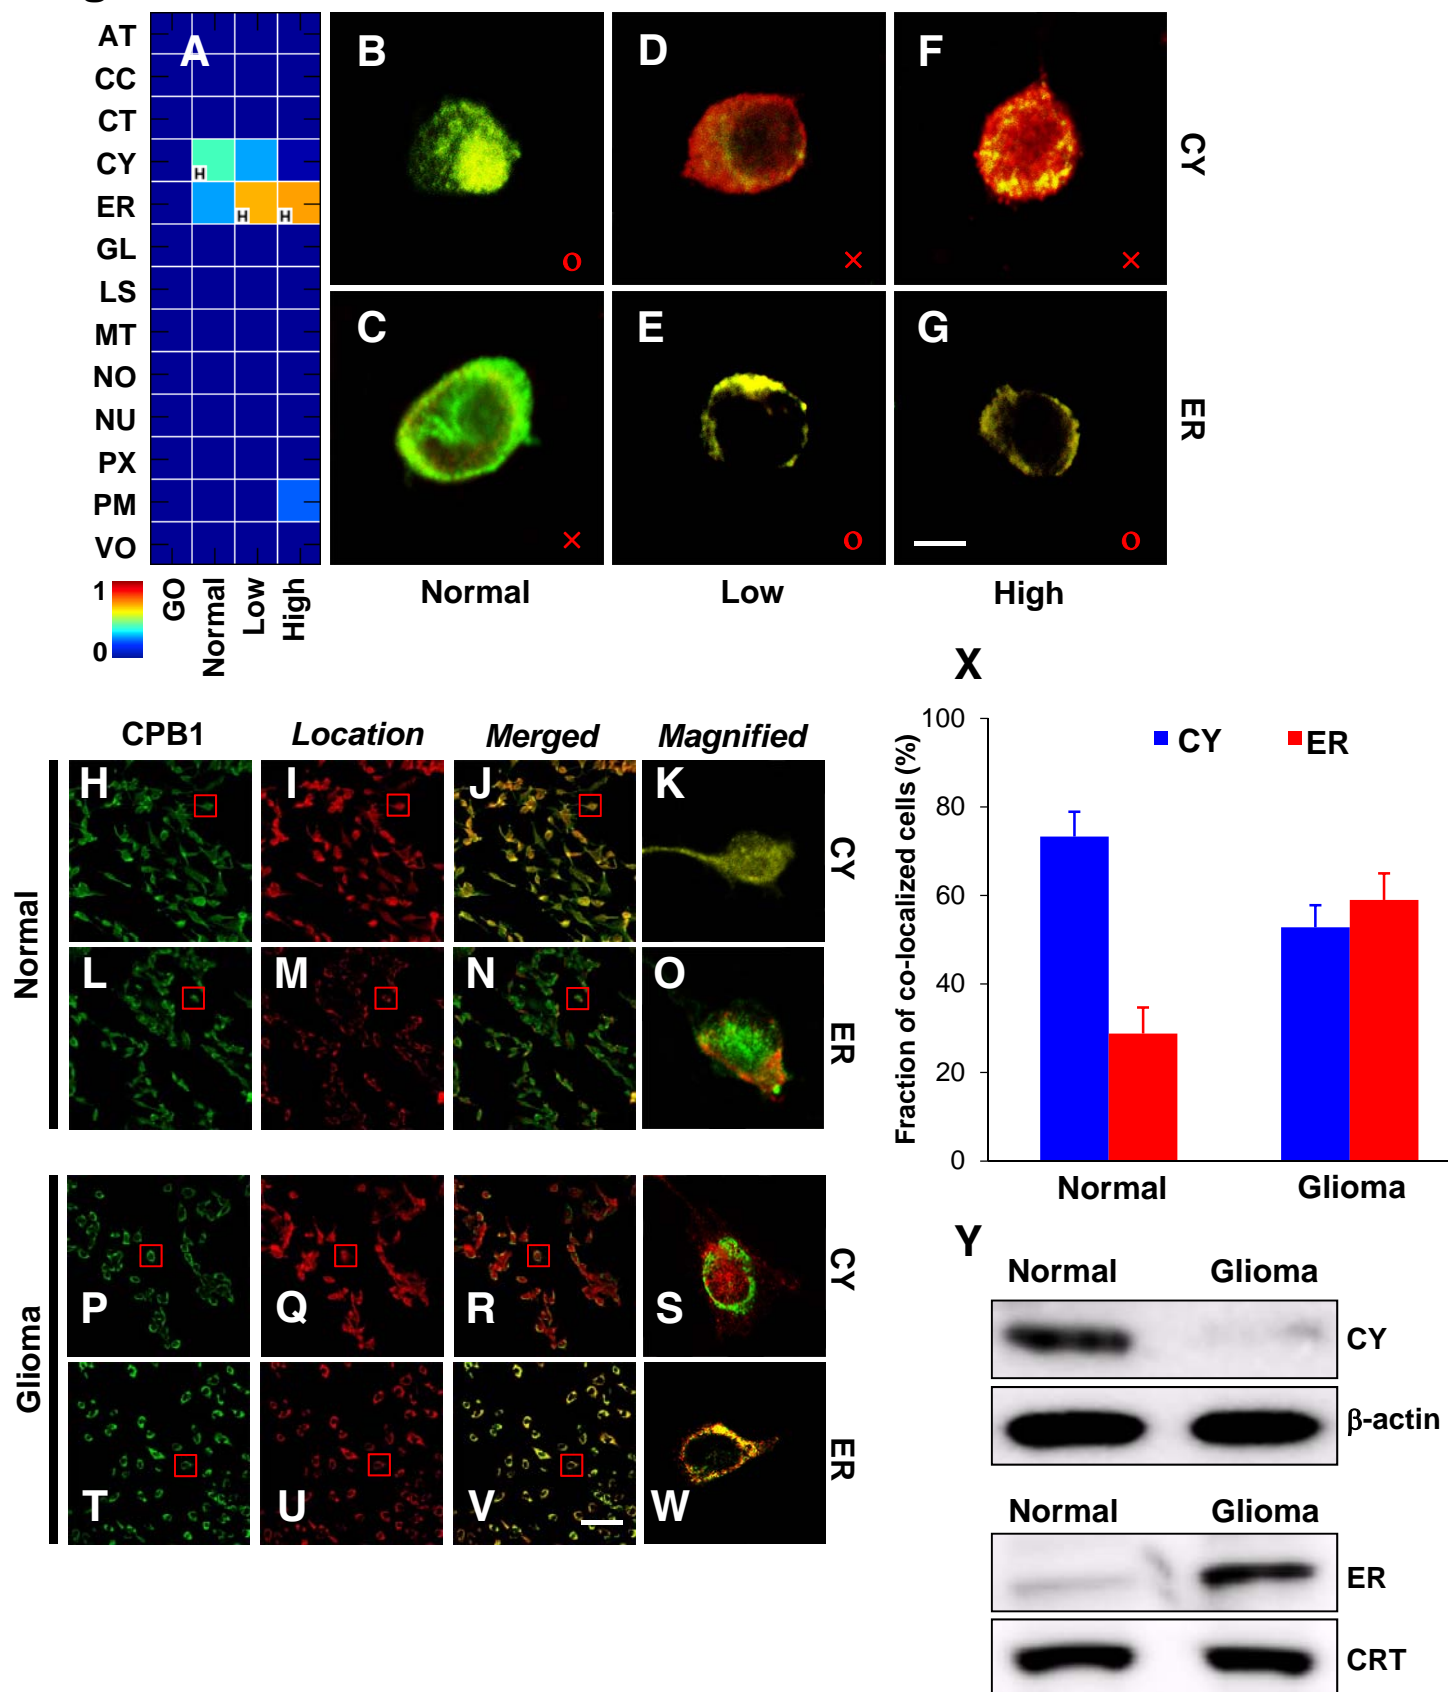 A
AT
CC
CT
CY
ER
GL
LS
MT
NO
NU
PX
PM
VO
H
H H
1
0
GO
Normal
Low
High
B D F
o × ×
CY
C E G
× o o
ER
Normal Low High
CPB1 Location Merged Magnified
Normal
H I J K
CY
L M N O
ER
Glioma
P Q R S
CY
T U V W
ER
X
Fraction of co-localized cells (%)
100
80
60
40
20
0
CY ER
Normal Glioma
Y
Normal Glioma
CY
β-actin
Normal Glioma
ER
CRT